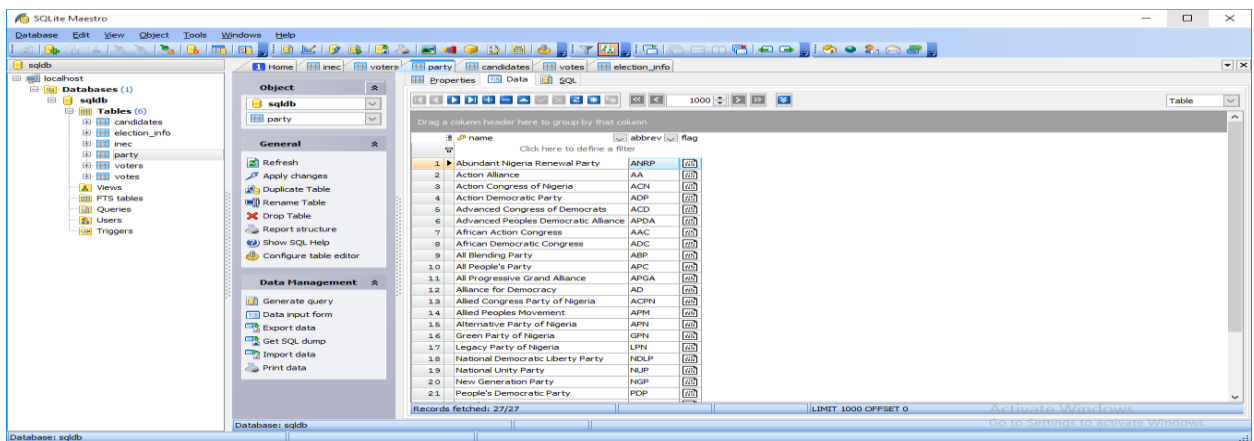 SQLite Maestro
Database Edit View Object Tools Windows Help
sqldb
localhost
Databases (1)
sqldb
Tables (6)
candidates
election_info
inec
party
voters
votes
Views
FTS tables
Queries
Users
Triggers
1 Home inec voters party candidates votes election_info
Object
sqldb
party
General
Refresh
Apply changes
Duplicate Table
Rename Table
Drop Table
Report structure
Show SQL Help
Configure table editor
Data Management
Generate query
Data input form
Export data
Get SQL dump
Import data
Print data
Properties Data SQL
1000 Table
Drag a column header here to group by that column
name abbrev flag
Click here to define a filter
1 Abundant Nigeria Renewal Party ANRP
2 Action Alliance AA
3 Action Congress of Nigeria ACN
4 Action Democratic Party ADP
5 Advanced Congress of Democrats ACD
6 Advanced Peoples Democratic Alliance APDA
7 African Action Congress AAC
8 African Democratic Congress ADC
9 All Blending Party ABP
10 All People's Party APC
11 All Progressive Grand Alliance APGA
12 Alliance for Democracy AD
13 Allied Congress Party of Nigeria ACPN
14 Allied Peoples Movement APM
15 Alternative Party of Nigeria APN
16 Green Party of Nigeria GPN
17 Legacy Party of Nigeria LPN
18 National Democratic Liberty Party NDLP
19 National Unity Party NUP
20 New Generation Party NGP
21 People's Democratic Party PDP
Records fetched: 27/27 LIMIT 1000 OFFSET 0
Activate Windows
Go to Settings to activate Windows.
Database: sqldb
Database: sqldb